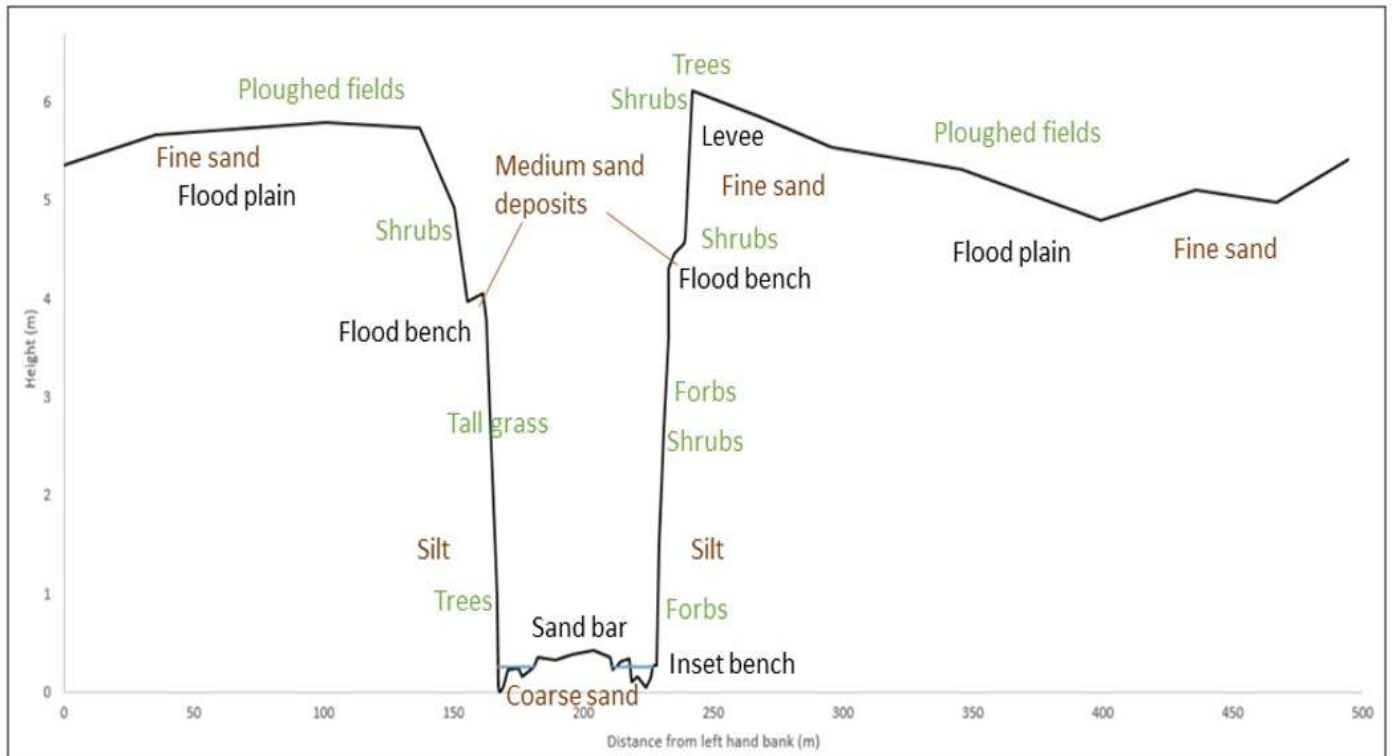 Trees
Ploughed fields
Shrubs
6
Levee
Ploughed fields
Fine sand
Medium sand
deposits
Fine sand
Flood plain
5
Shrubs
Shrubs
Flood plain
Fine sand
Flood bench
4
Flood bench
Height (m)
3
Forbs
Tall grass
Shrubs
2
Silt
Silt
1
Trees
Forbs
Sand bar
Inset bench
Coarse sand
0
0 50 100 150 200 250 300 350 400 450 500
Distance from left hand bank (m)